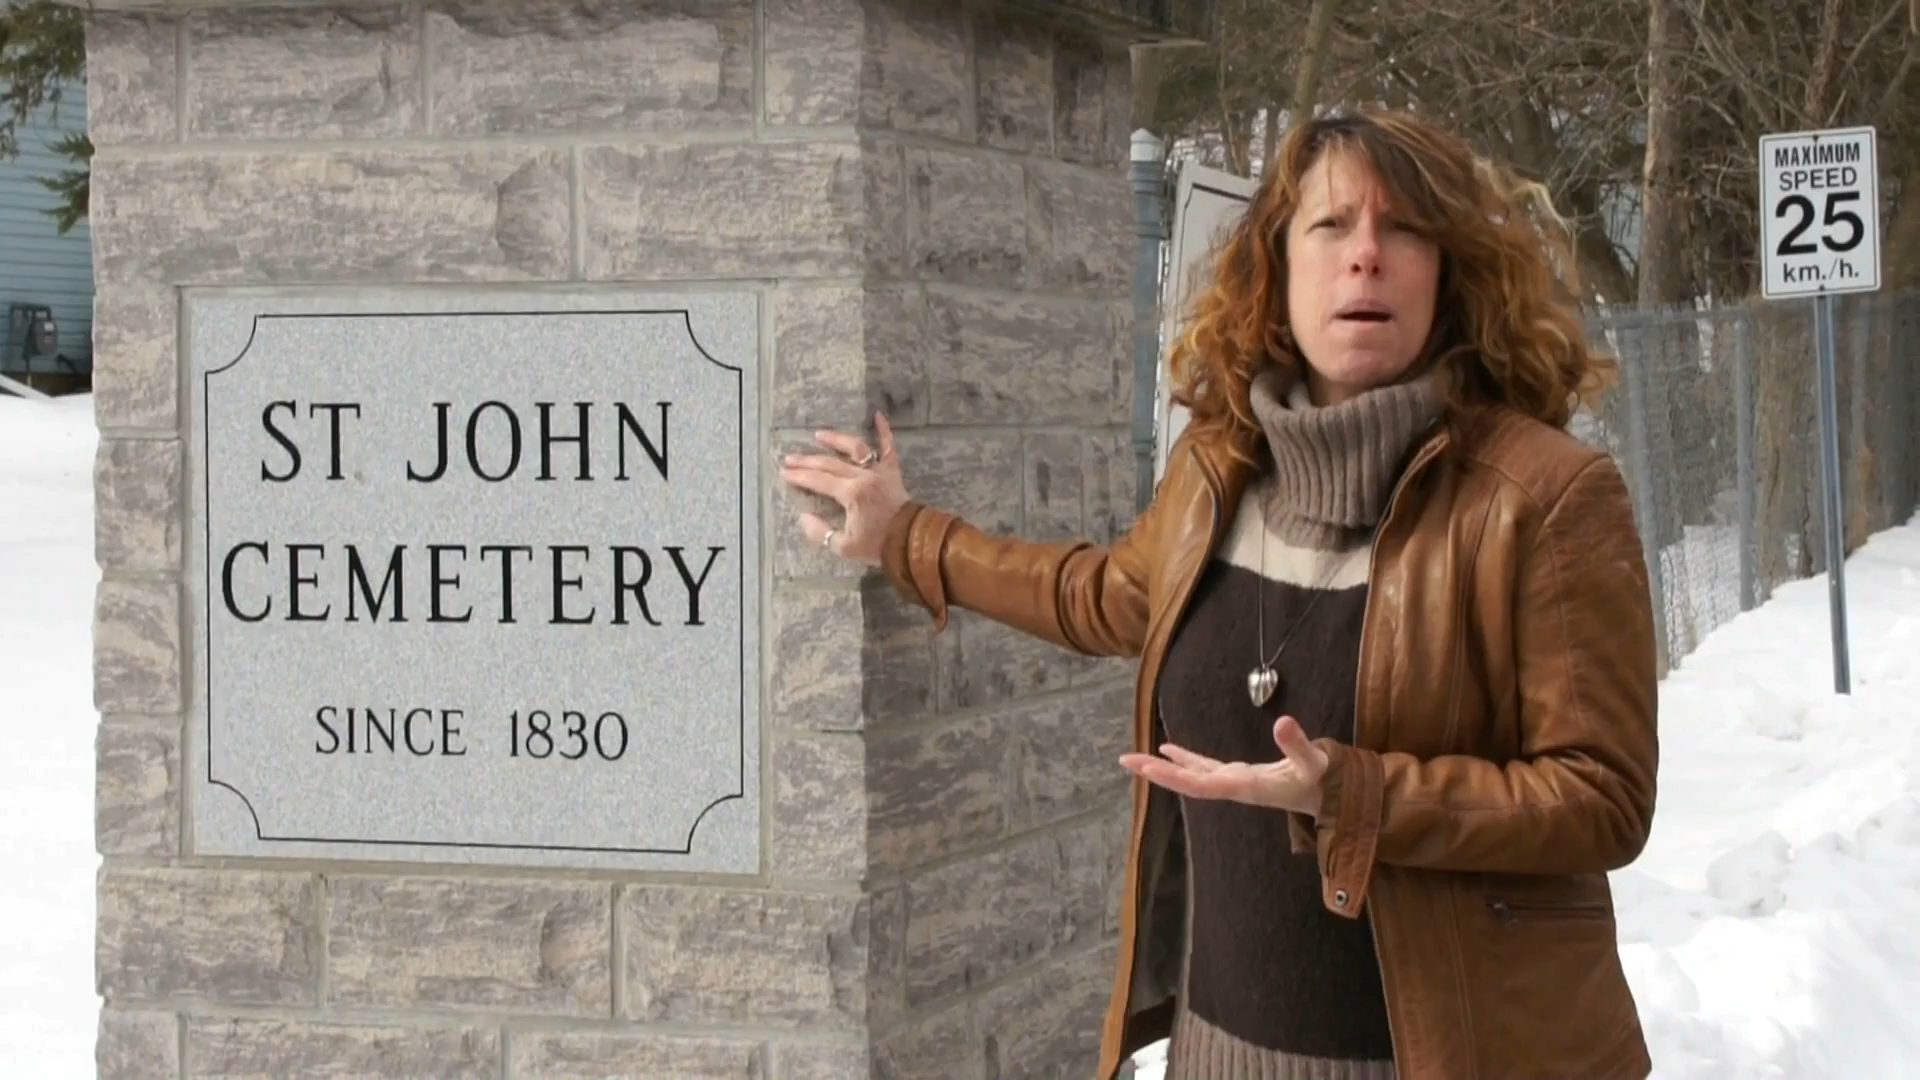 ST JOHN
CEMETERY
SINCE 1830
MAXIMUM
SPEED
25
km./h.